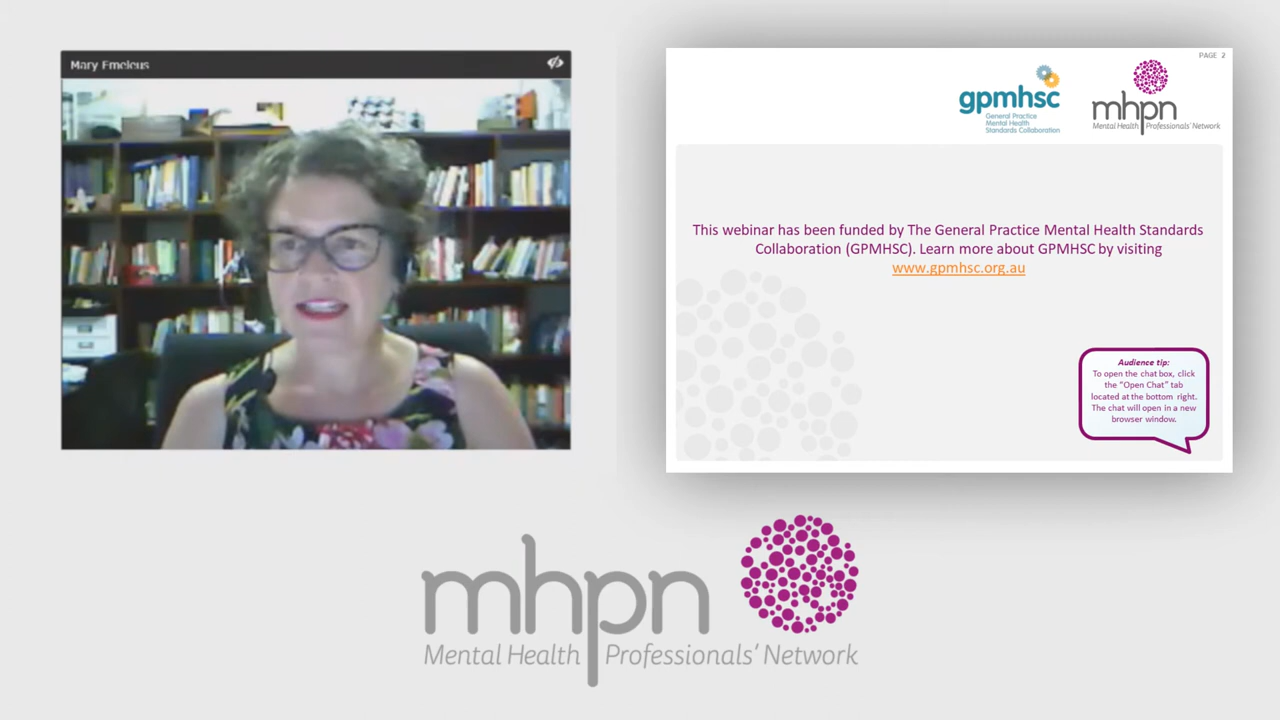 Mary Emeleus
PAGE 2
gpmhsc
General Practice
Mental Health
Standards Collaboration
mhpn
Mental Health Professionals' Network
This webinar has been funded by The General Practice Mental Health Standards
Collaboration (GPMHSC). Learn more about GPMHSC by visiting
www.gpmhsc.org.au
Audience tip:
To open the chat box, click
the "Open Chat" tab
located at the bottom right.
The chat will open in a new
browser window.
mhpn
Mental Health Professionals' Network